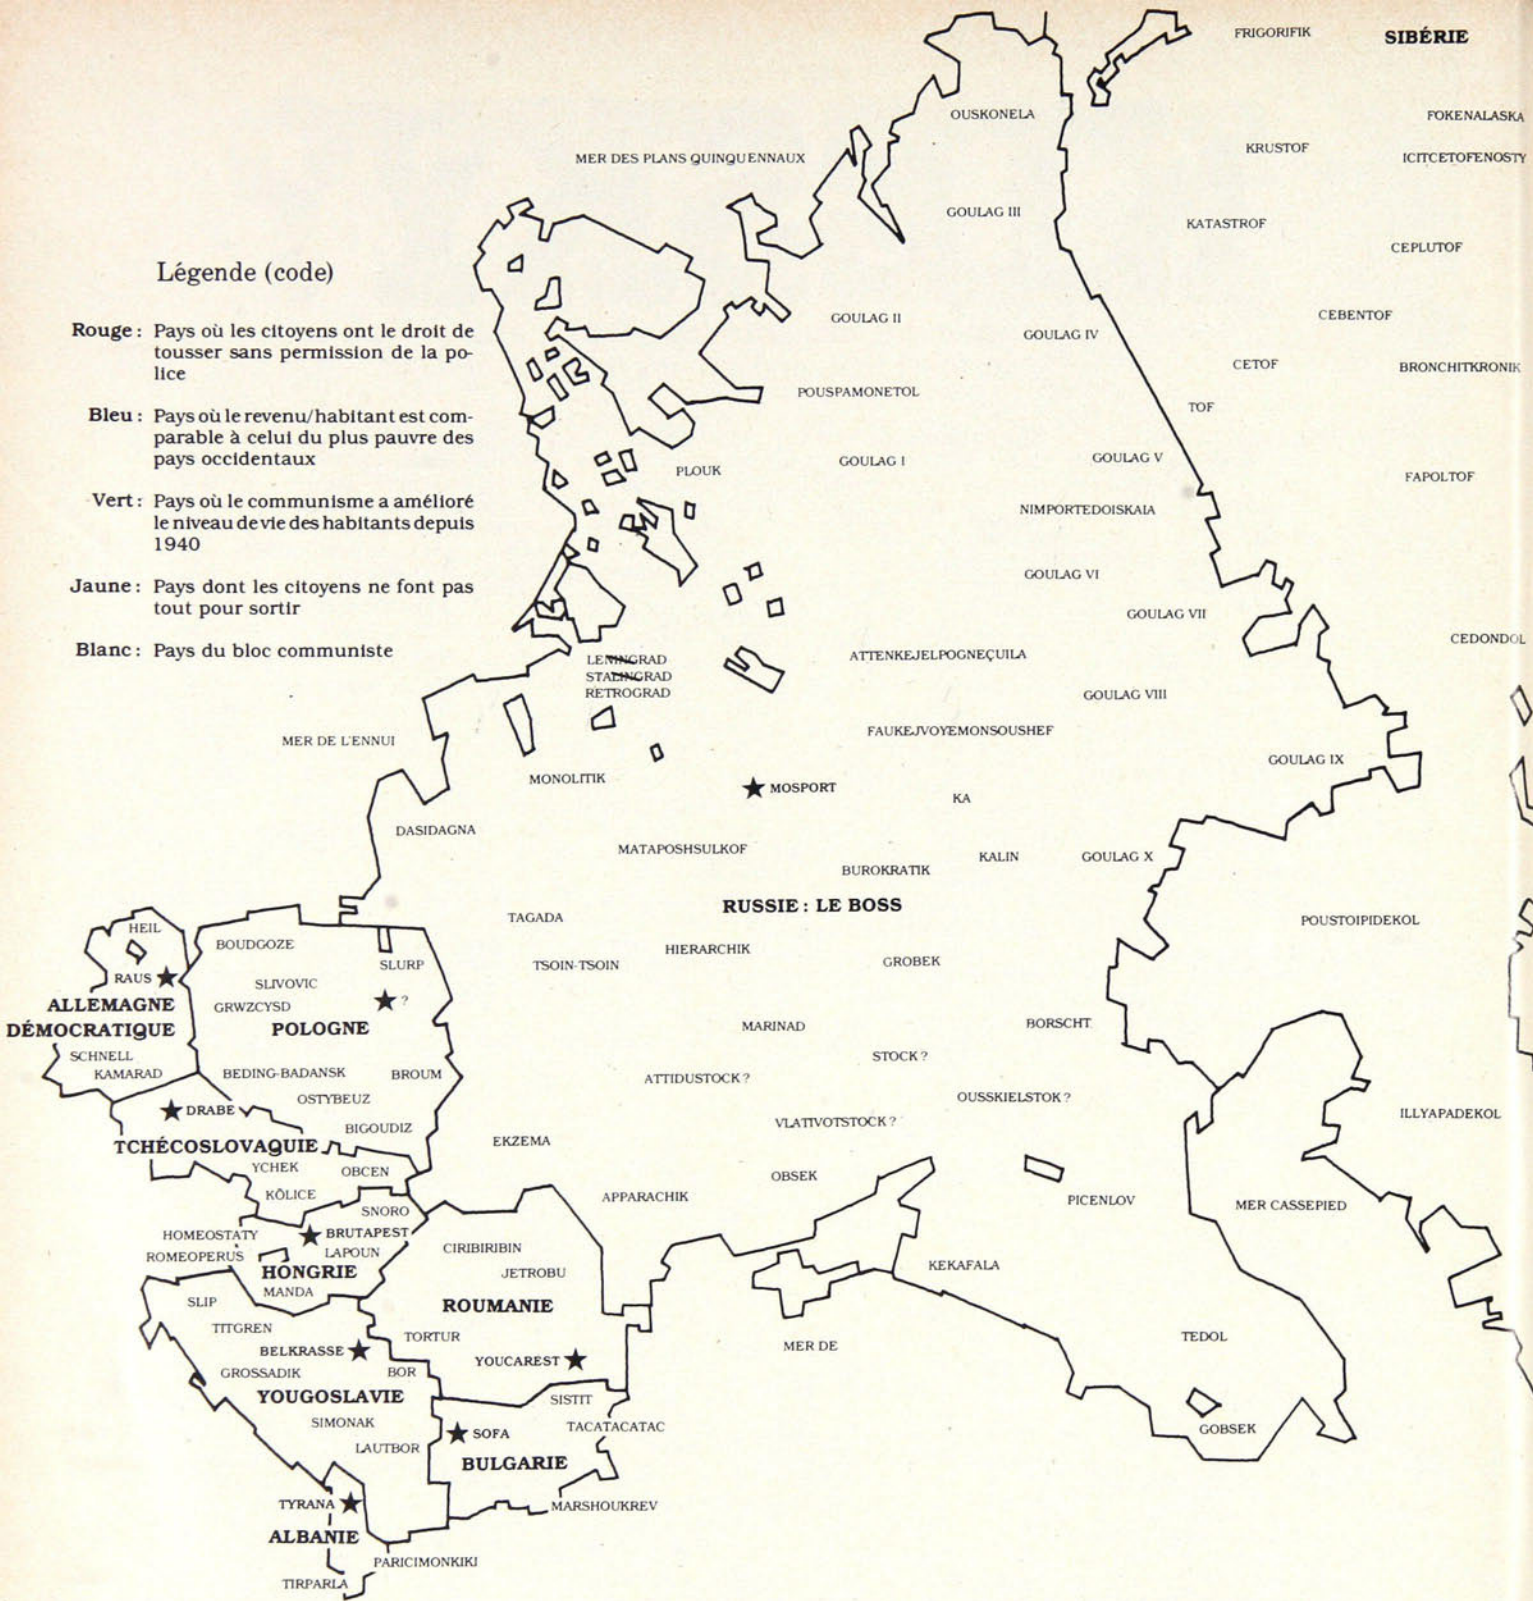 FRIGORIFIK
SIBÉRIE
OUSKONELA
FOKENALASKA
MER DES PLANS QUINQUENNAUX
KRUSTOF
ICITCETOFENOSTY
GOULAG III
KATASTROF
CEPLUTOF
Légende (code)
Rouge : Pays où les citoyens ont le droit de
tousser sans permission de la po-
lice
Bleu : Pays où le revenu/habitant est com-
parable à celui du plus pauvre des
pays occidentaux
Vert : Pays où le communisme a amélioré
le niveau de vie des habitants depuis
1940
Jaune : Pays dont les citoyens ne font pas
tout pour sortir
Blanc : Pays du bloc communiste
GOULAG II
GOULAG IV
CEBENTOF
CETOF
BRONCHITKRONIK
POUSPAMONETOL
TOF
PLOUK
GOULAG I
GOULAG V
FAPOLTOF
NIMPORTEDOISKAIA
GOULAG VI
GOULAG VII
CEDONDOL
LENINGRAD
STALINGRAD
RETROGRAD
ATTENKEJELPOGNEÇUILA
GOULAG VIII
MER DE L'ENNUI
FAUKEJVOYEMONSOUSHEF
GOULAG IX
MONOLITIK
MOSPORT
KA
DASIDAGNA
MATAPOSHSULKOF
BUROKRATIK
KALIN
GOULAG X
RUSSIE : LE BOSS
TAGADA
POUSTOIPIDEKOL
HEIL
BOUDGOZE
HIERARCHIK
SLURP
TSOIN-TSOIN
GROBEK
RAUS
SLIVOVIC
?
ALLEMAGNE
DÉMOCRATIQUE
GRWZCYSD
POLOGNE
MARINAD
BORSCHT
SCHNELL
KAMARAD
STOCK ?
BEDING-BADANSK
BROUM
ATTIDUSTOCK ?
OSTYBEUZ
OUSSKIELSTOK ?
DRABE
ILLYAPADEKOL
BIGOUDIZ
VLATIVOTSTOCK ?
TCHÉCOSLOVAQUIE
EKZEMA
YCHEK
OBCEN
OBSEK
KÔLICE
APPARACHIK
PICENLOV
MER CASSEPIED
SNORO
HOMEOSTATY
BRUTAPEST
ROMEOPERUS
LAPOUN
CIRIBIRIBIN
HONGRIE
JETROBU
KEKAFALA
MANDA
SLIP
ROUMANIE
TITGREN
TORTUR
TEDOL
BELKRASSE
MER DE
YOUCAREST
GROSSADIK
BOR
YOUGOSLAVIE
SISTIT
SIMONAK
TACATACATAC
SOFA
GOBSEK
LAUTBOR
BULGARIE
TYRANA
MARSHOUKREV
ALBANIE
PARICIMONKIKI
TIRPARLA